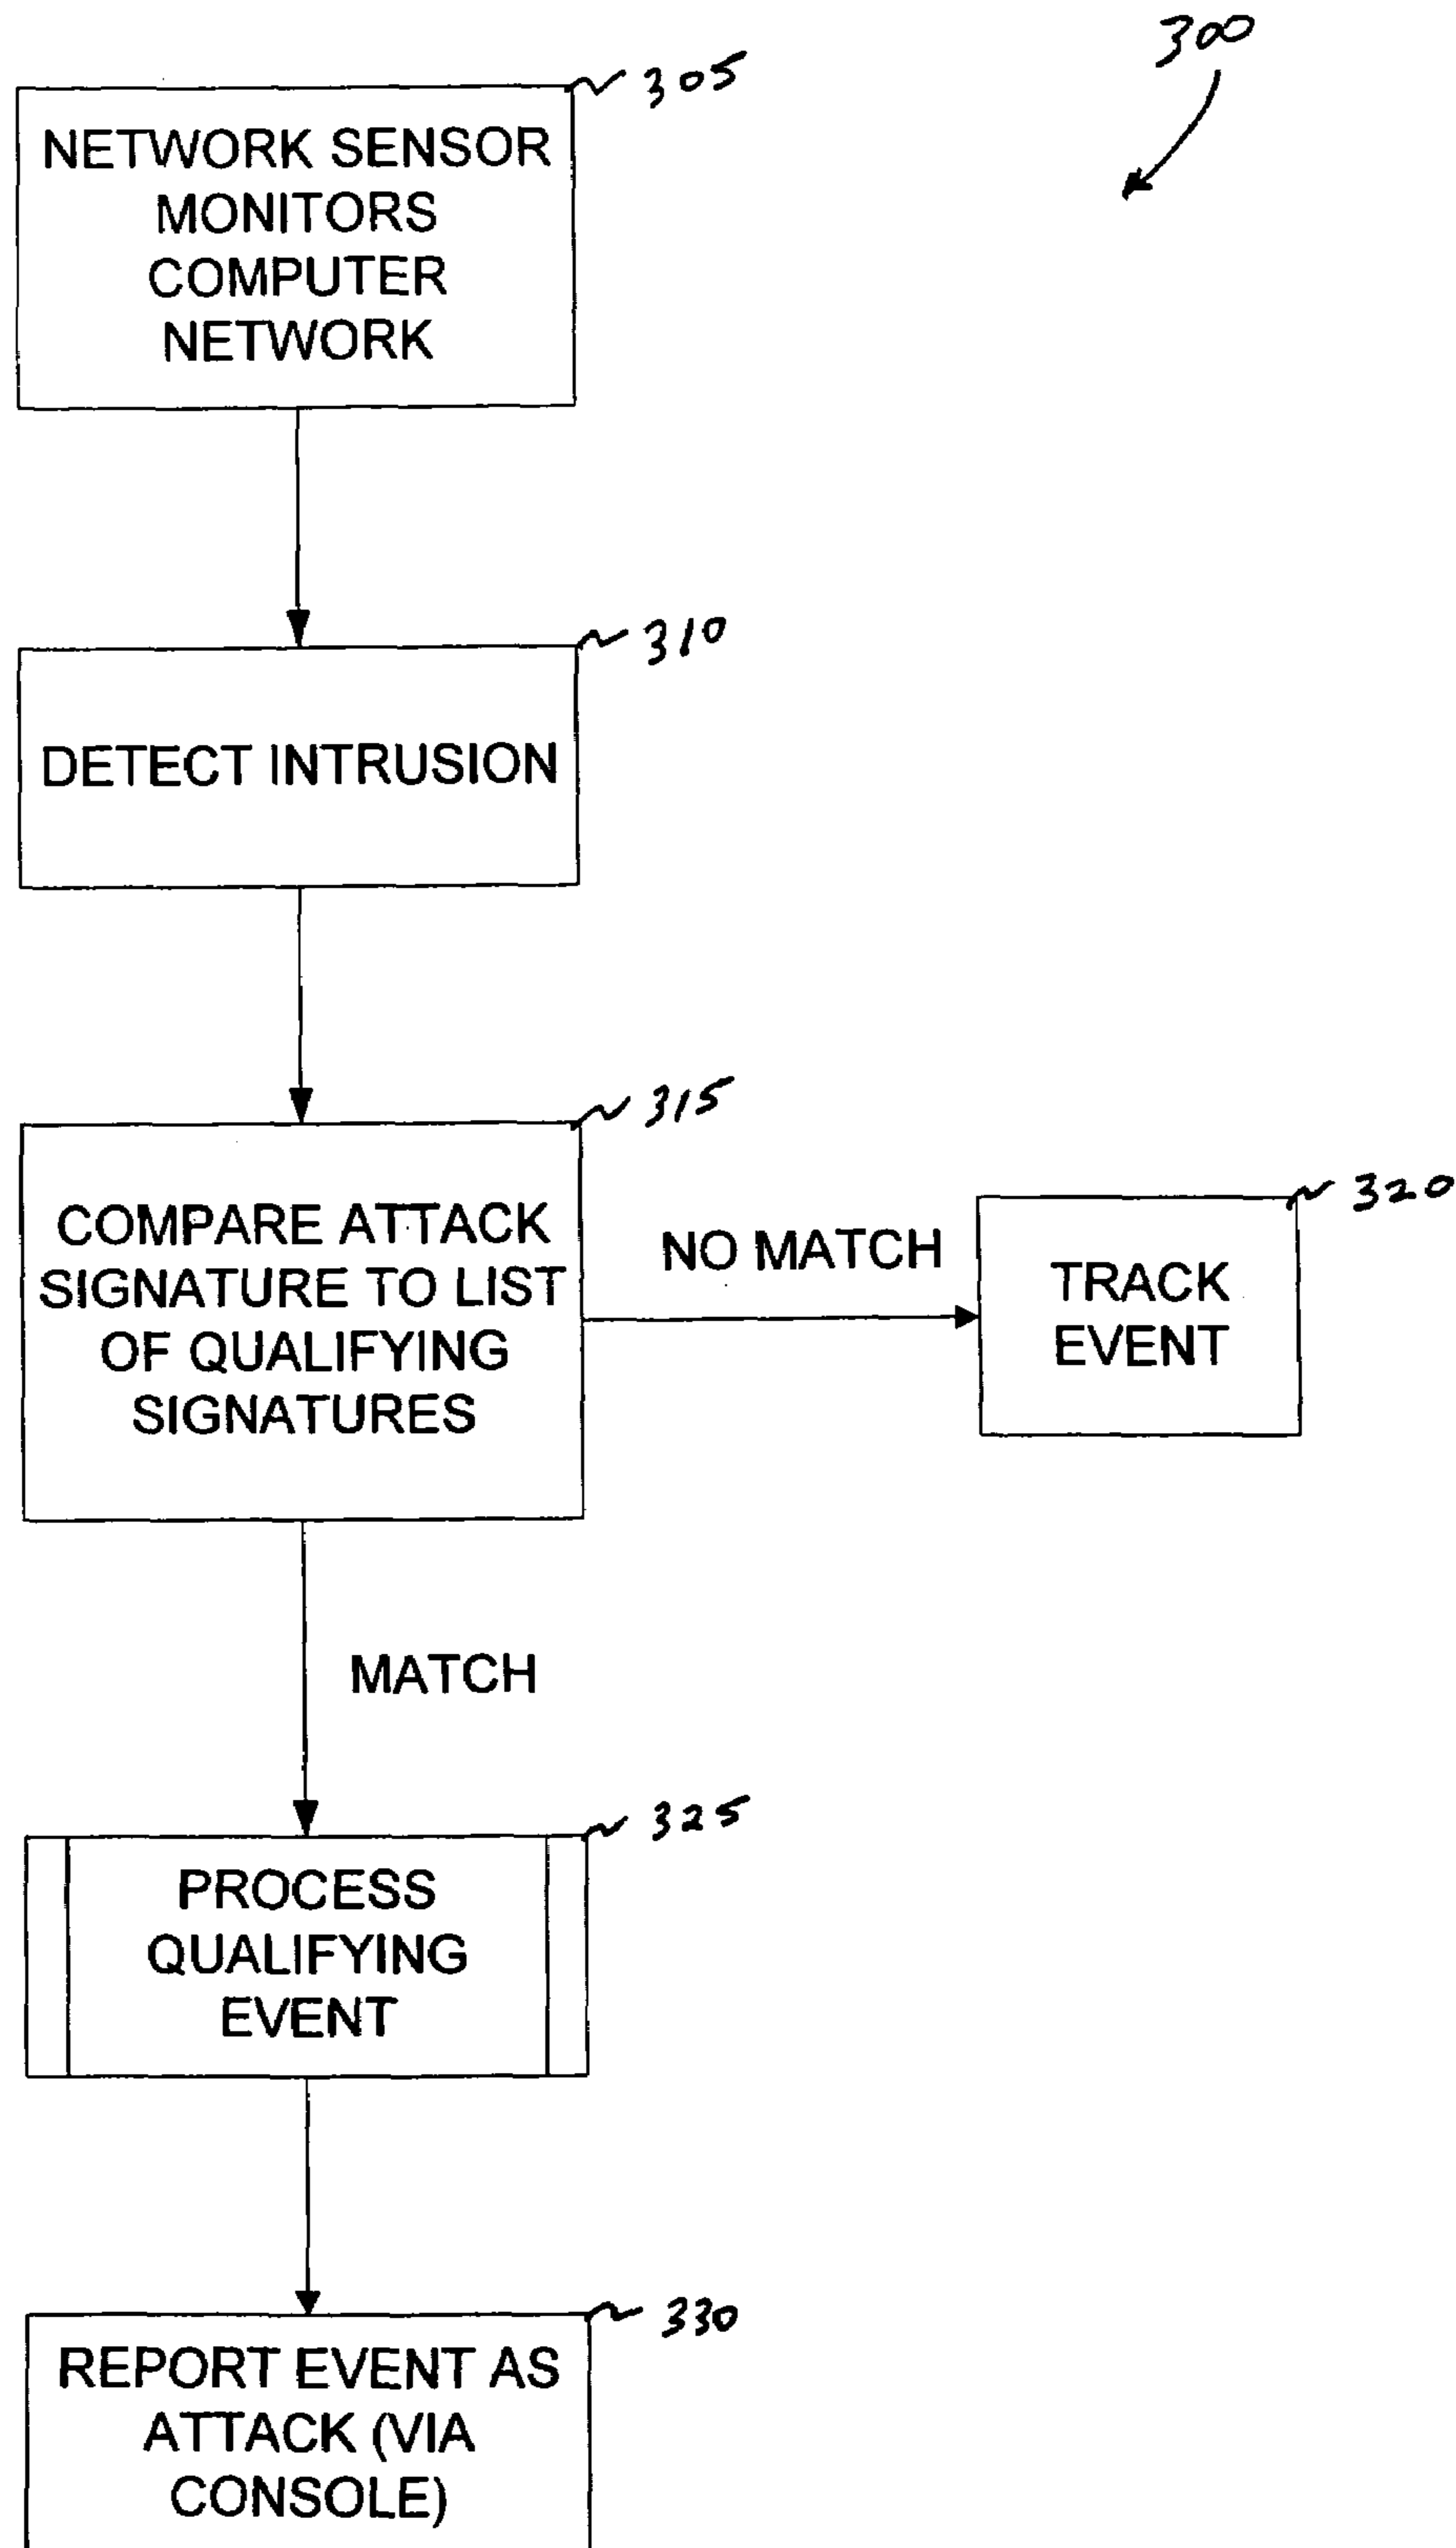 300
305
NETWORK SENSOR
MONITORS
COMPUTER
NETWORK
310
DETECT INTRUSION
315
COMPARE ATTACK
SIGNATURE TO LIST
OF QUALIFYING
SIGNATURES
NO MATCH
320
TRACK
EVENT
MATCH
325
PROCESS
QUALIFYING
EVENT
330
REPORT EVENT AS
ATTACK (VIA
CONSOLE)